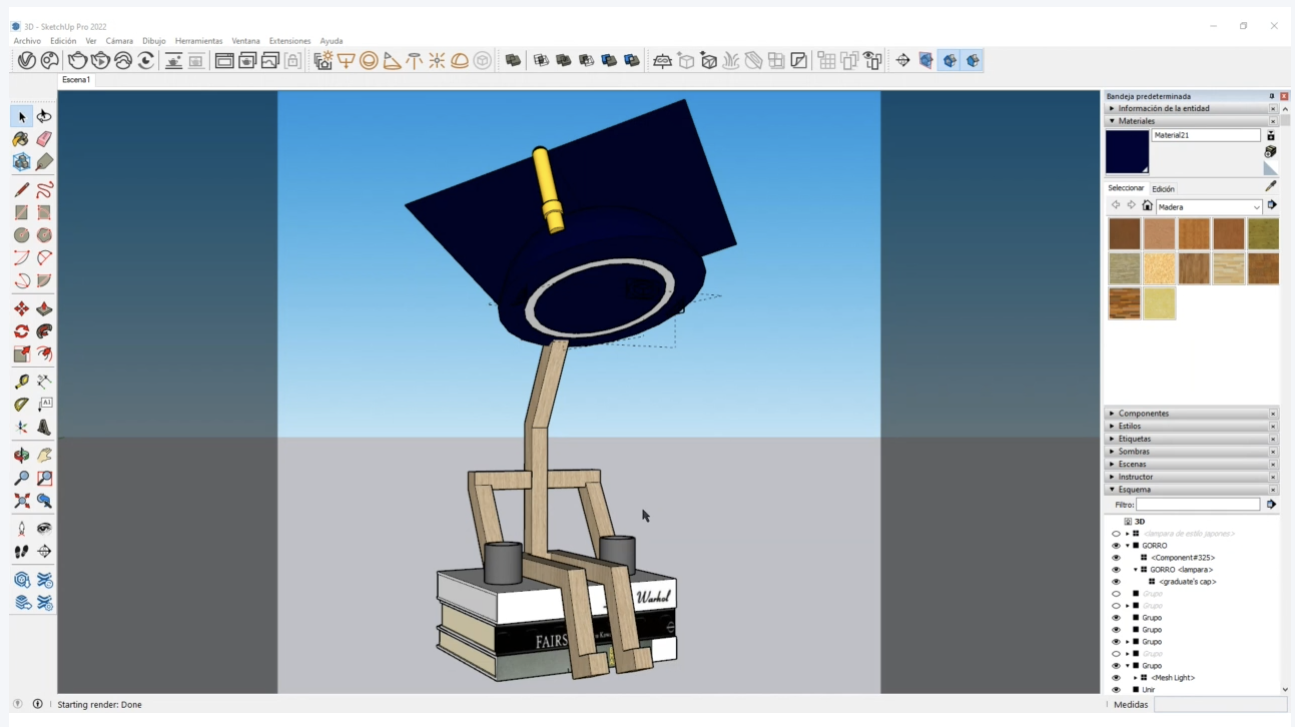 3D - SketchUp Pro 2022
Archivo Edición Ver Cámara Dibujo Herramientas Ventana Extensiones Ayuda
Escena1
Bandeja predeterminada
Información de la entidad
Materiales
Material21
Seleccionar Edición
Madera
Componentes
Estilos
Etiquetas
Sombras
Escenas
Instructor
Esquema
Filtro:
3D
<lampara de estilo japones>
GORRO
<Component#325>
GORRO <lampara>
<graduate's cap>
Grupo
Grupo
Grupo
Grupo
Grupo
Grupo
Grupo
<Mesh Light>
Unir
Warhol
FAIRS
Starting render: Done
Medidas